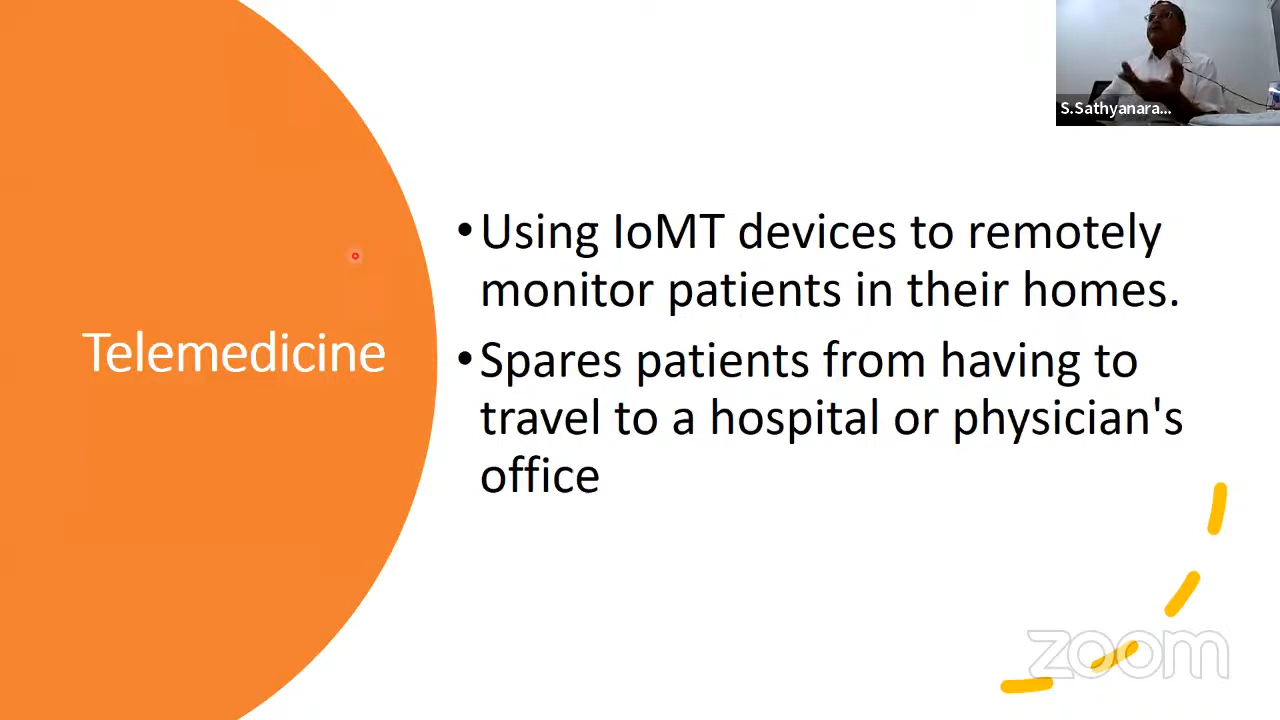 S.Sathyanara...
•Using IoMT devices to remotely
monitor patients in their homes.
Telemedicine
•Spares patients from having to
travel to a hospital or physician's
office
zoom